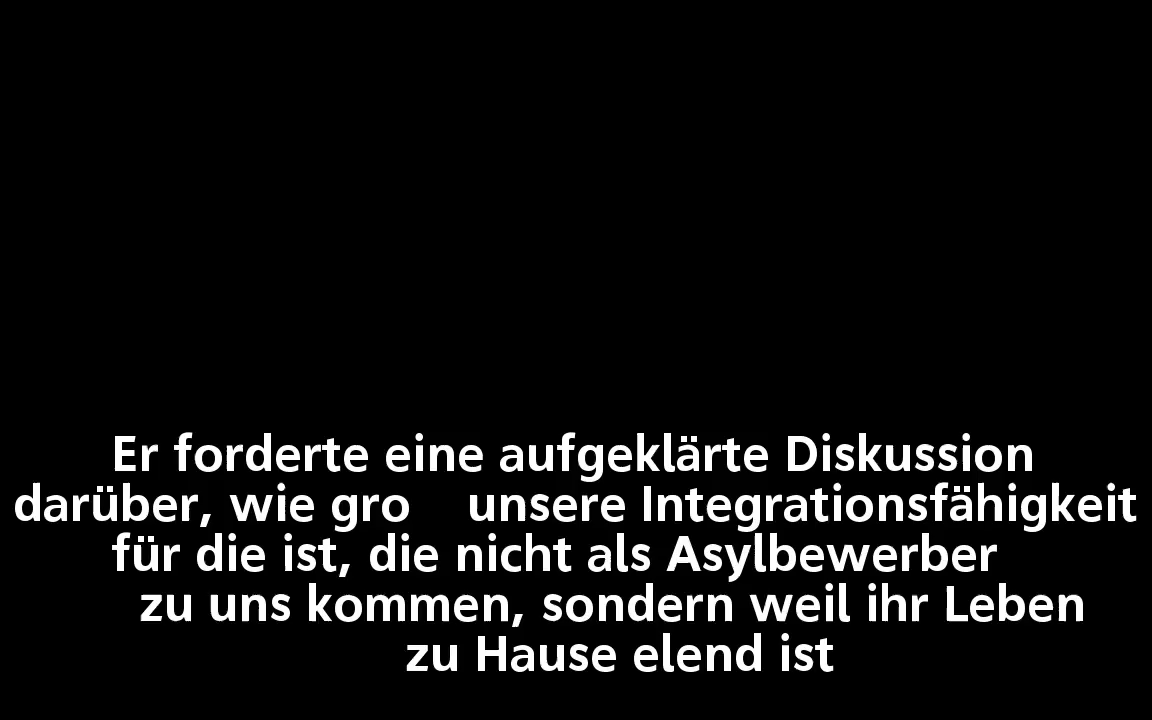 Er forderte eine aufgeklärte Diskussion
darüber, wie gro unsere Integrationsfähigkeit
für die ist, die nicht als Asylbewerber
zu uns kommen, sondern weil ihr Leben
zu Hause elend ist